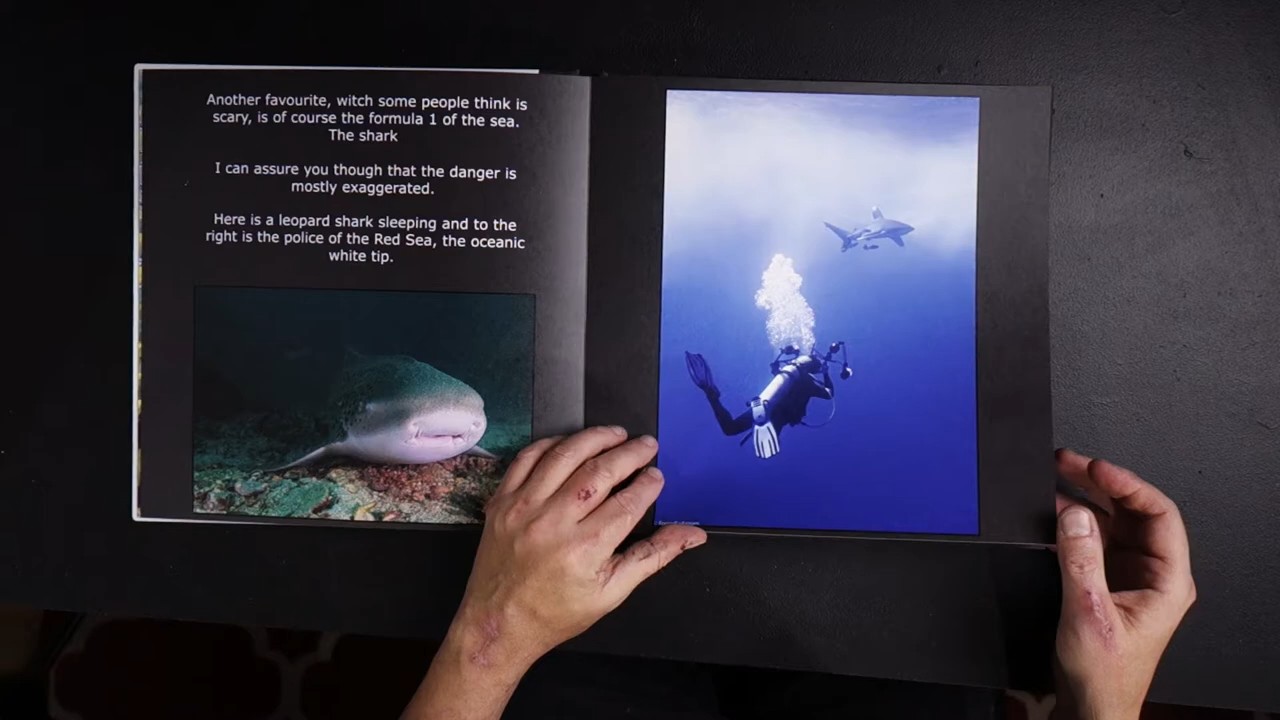 Another favourite, witch some people think is
scary, is of course the formula 1 of the sea.
The shark
I can assure you though that the danger is
mostly exaggerated.
Here is a leopard shark sleeping and to the
right is the police of the Red Sea, the oceanic
white tip.